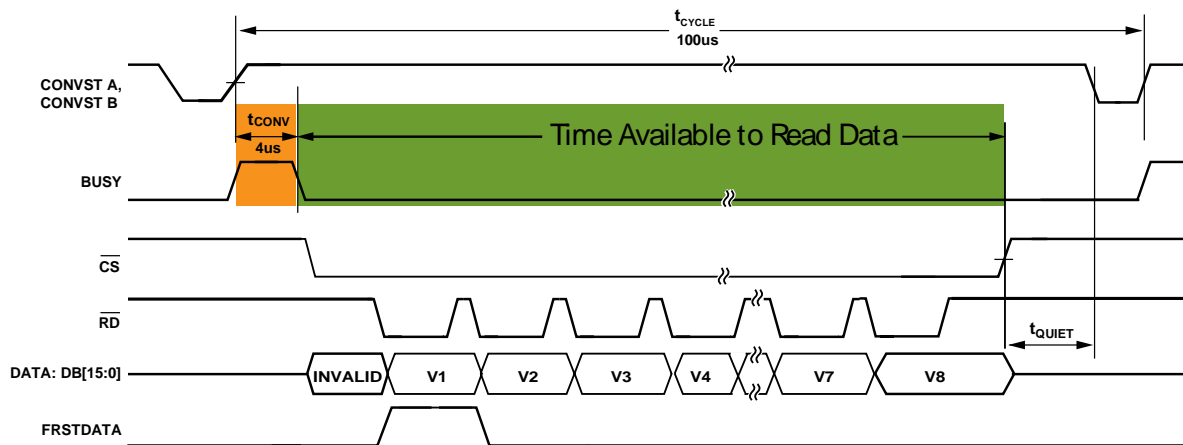 tCYCLE
100us
CONVST A,
CONVST B
tCONV
4us
Time Available to Read Data
BUSY
CS
RD
tQUIET
DATA: DB[15:0]
INVALID
V1
V2
V3
V4
V7
V8
FRSTDATA